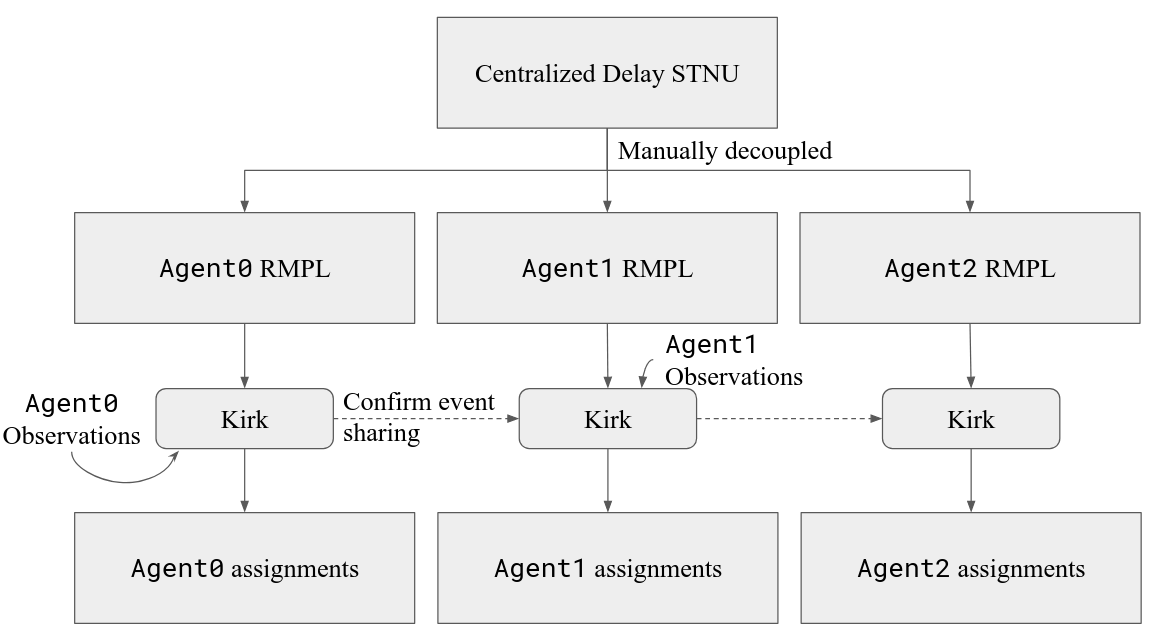 Centralized Delay STNU
Manually decoupled
Agent0 RMPL
Agent1 RMPL
Agent2 RMPL
Agent1
Observations
Agent0
Observations
Kirk
Confirm event
sharing
Kirk
Kirk
Agent0 assignments
Agent1 assignments
Agent2 assignments